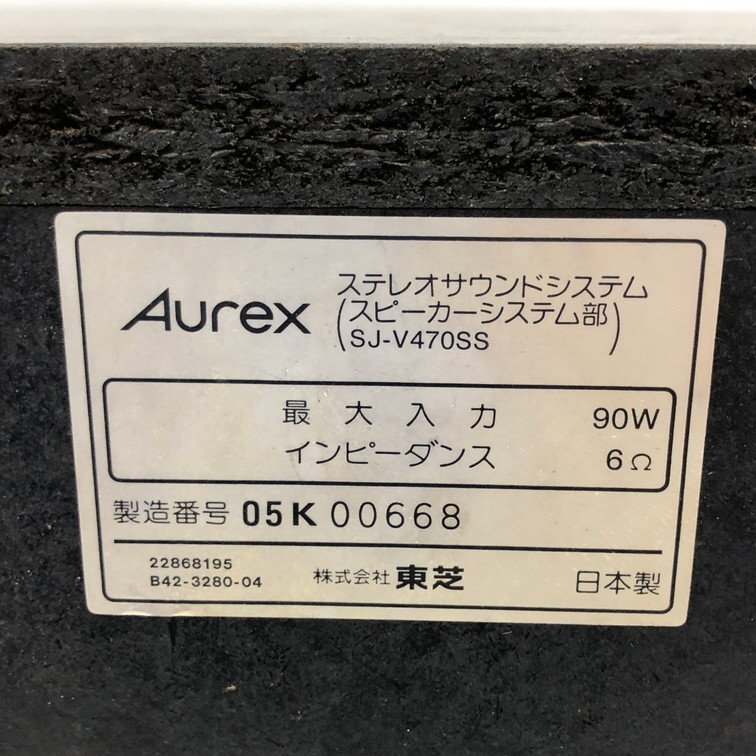 Aurex
ステレオサウンドシステム
(スピーカーシステム部
SJ-V470SS)
最大入力 90W
インピーダンス 6Ω
製造番号 05K 00668
22868195
B42-3280-04
株式会社 東芝
日本製